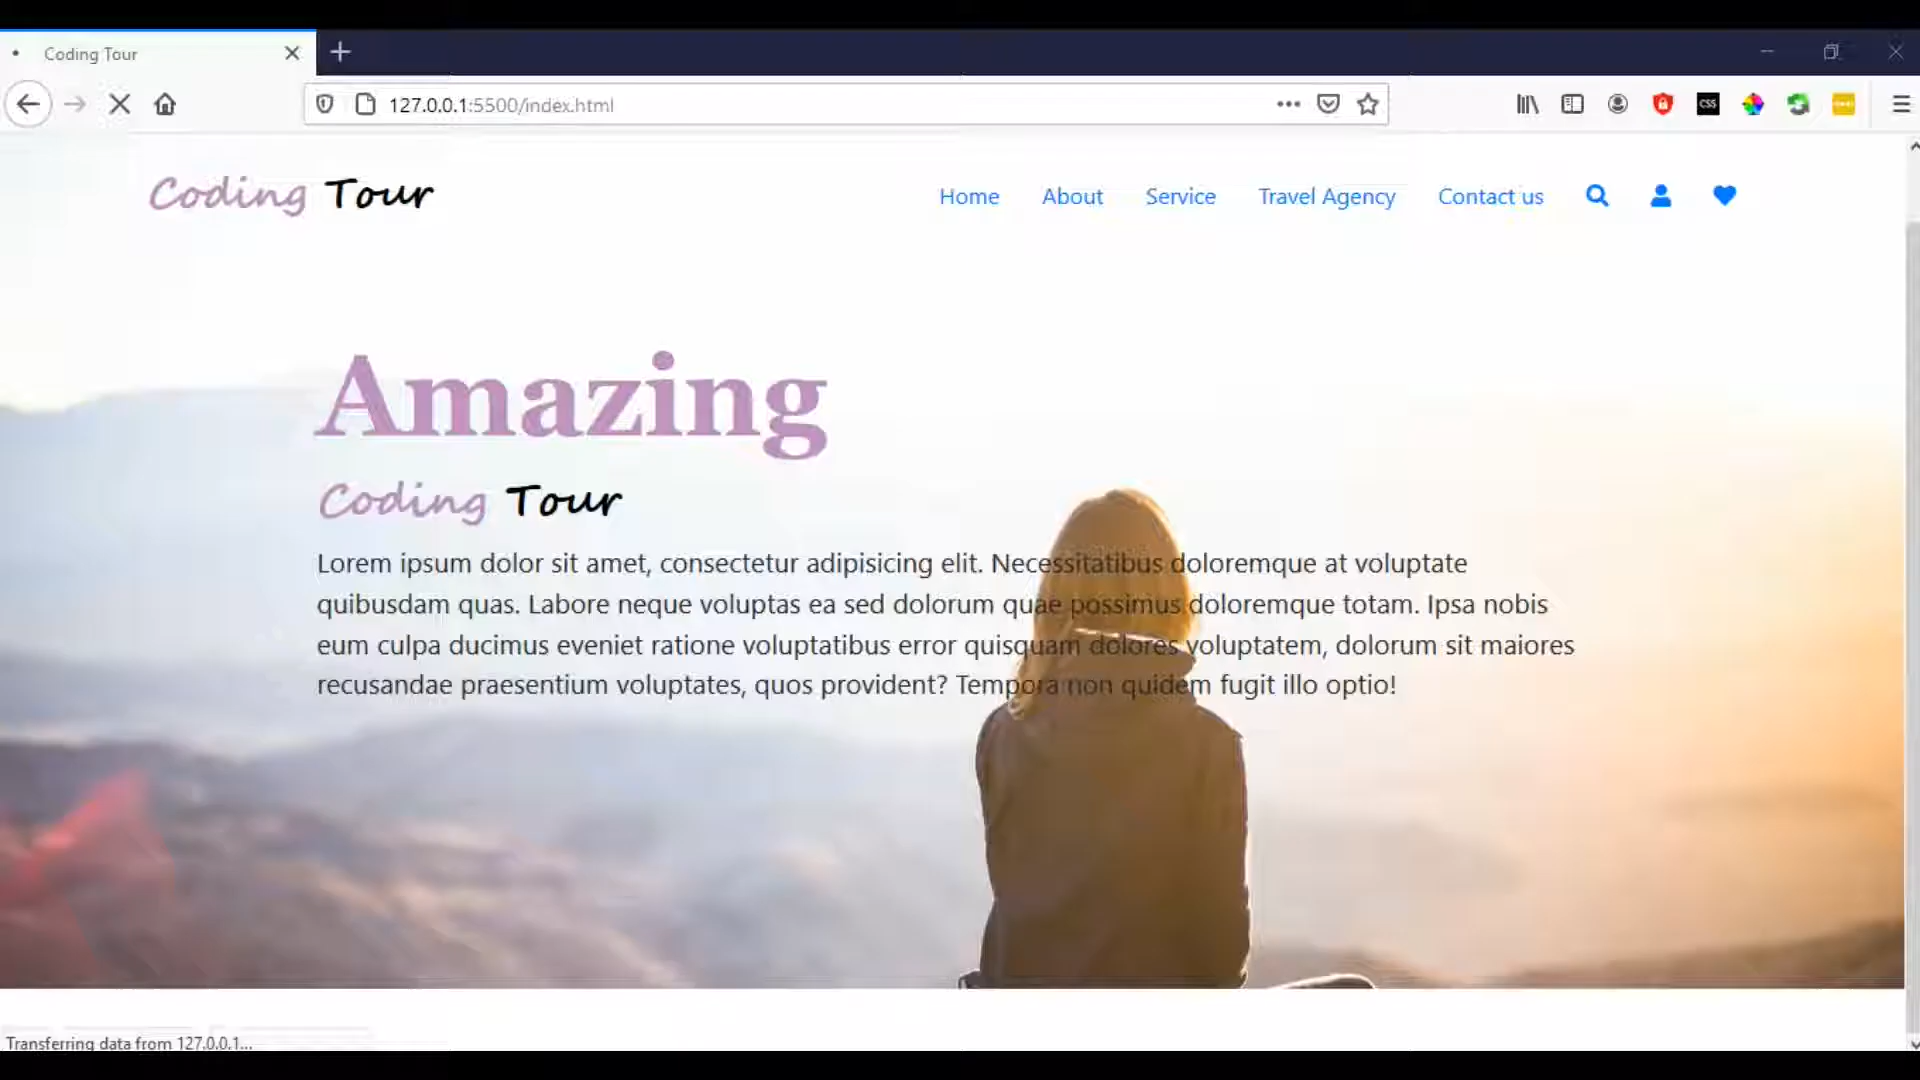 Coding Tour
127.0.0.1:5500/index.html
CSS
Coding Tour
Home About Service Travel Agency Contact us
Amazing
Coding Tour
Lorem ipsum dolor sit amet, consectetur adipisicing elit. Necessitatibus doloremque at voluptate
quibusdam quas. Labore neque voluptas ea sed dolorum quae possimus doloremque totam. Ipsa nobis
eum culpa ducimus eveniet ratione voluptatibus error quisquam dolores voluptatem, dolorum sit maiores
recusandae praesentium voluptates, quos provident? Tempora non quidem fugit illo optio!
Transferring data from 127.0.0.1...